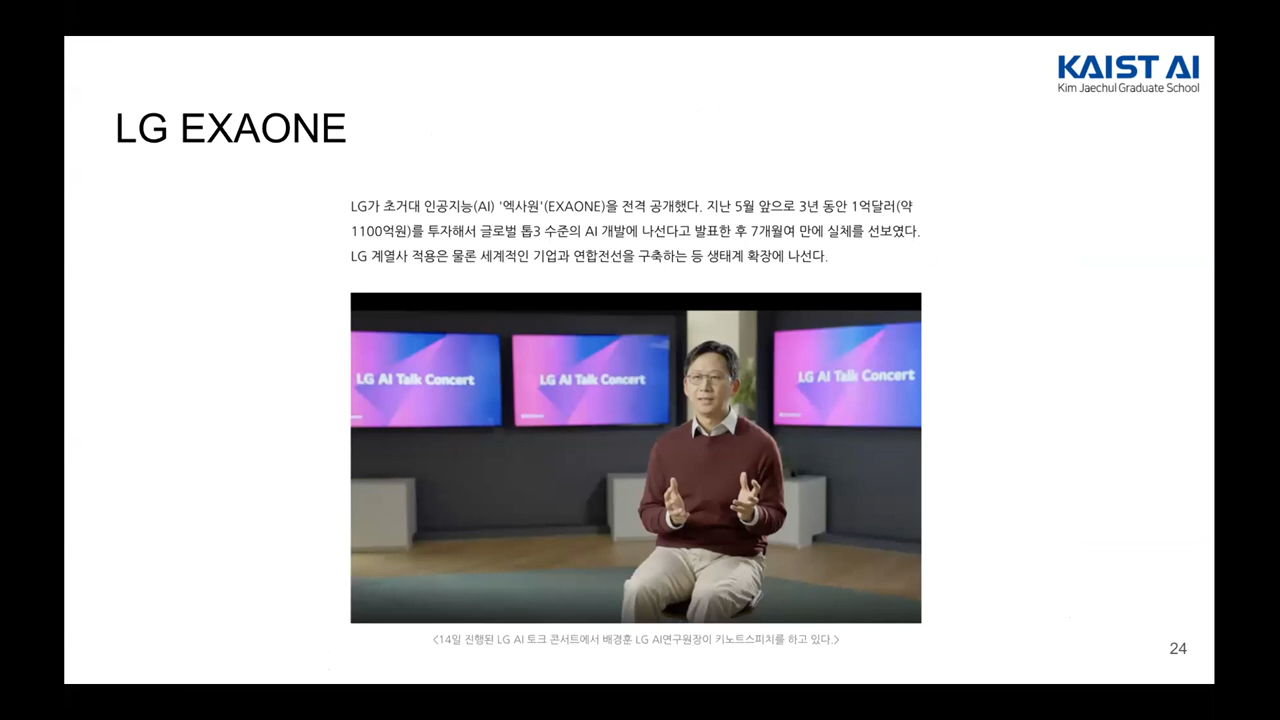 KAIST AI
Kim Jaechul Graduate School
LG EXAONE
LG가 초거대 인공지능(AI) '엑사원'(EXAONE)을 전격 공개했다. 지난 5월 앞으로 3년 동안 1억달러(약
1100억원)를 투자해서 글로벌 톱3 수준의 AI 개발에 나선다고 발표한 후 7개월여 만에 실체를 선보였다.
LG 계열사 적용은 물론 세계적인 기업과 연합전선을 구축하는 등 생태계 확장에 나선다.
LG AI Talk Concert
LG AI Talk Concert
LG AI Talk Concert
<14일 진행된 LG AI 토크 콘서트에서 배경훈 LG AI연구원장이 키노트스피치를 하고 있다.>
24